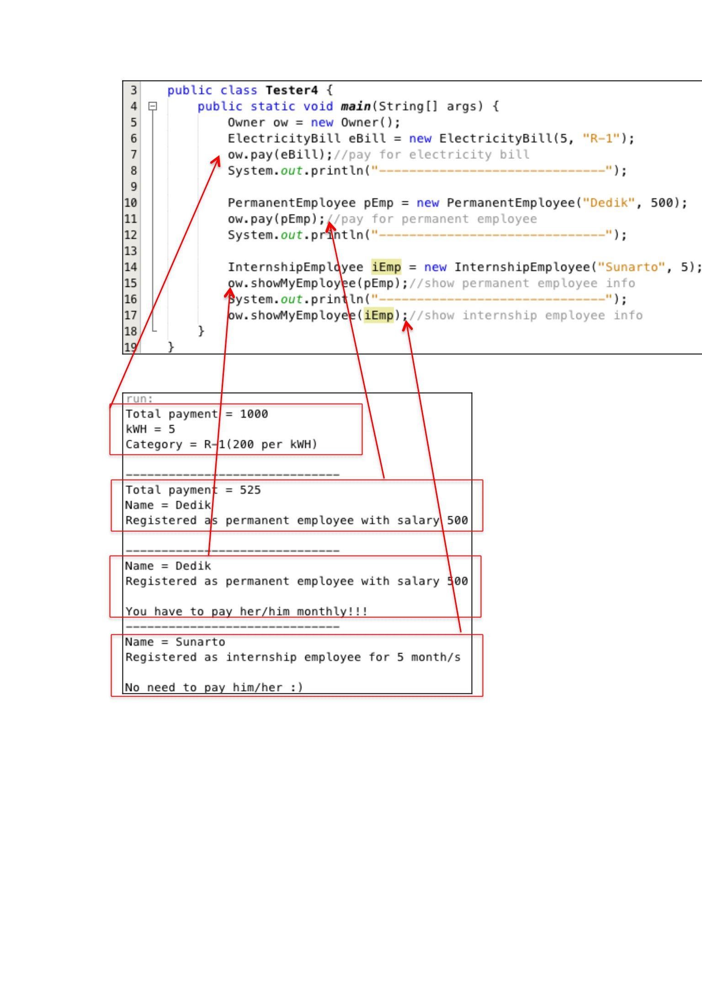 3 public class Tester4 {
4 public static void main(String[] args) {
5 Owner ow = new Owner();
6 ElectricityBill eBill = new ElectricityBill(5, "R-1");
7 ow.pay(eBill);//pay for electricity bill
8 System.out.println("------------------------------");
9
10 PermanentEmployee pEmp = new PermanentEmployee("Dedik", 500);
11 ow.pay(pEmp);//pay for permanent employee
12 System.out.println("------------------------------");
13
14 InternshipEmployee iEmp = new InternshipEmployee("Sunarto", 5);
15 ow.showMyEmployee(pEmp);//show permanent employee info
16 System.out.println("------------------------------");
17 ow.showMyEmployee(iEmp);//show internship employee info
18 }
19 }
run:
Total payment = 1000
kWH = 5
Category = R-1(200 per kWH)
------------------------------
Total payment = 525
Name = Dedik
Registered as permanent employee with salary 500
------------------------------
Name = Dedik
Registered as permanent employee with salary 500
You have to pay her/him monthly!!!
------------------------------
Name = Sunarto
Registered as internship employee for 5 month/s
No need to pay him/her :)